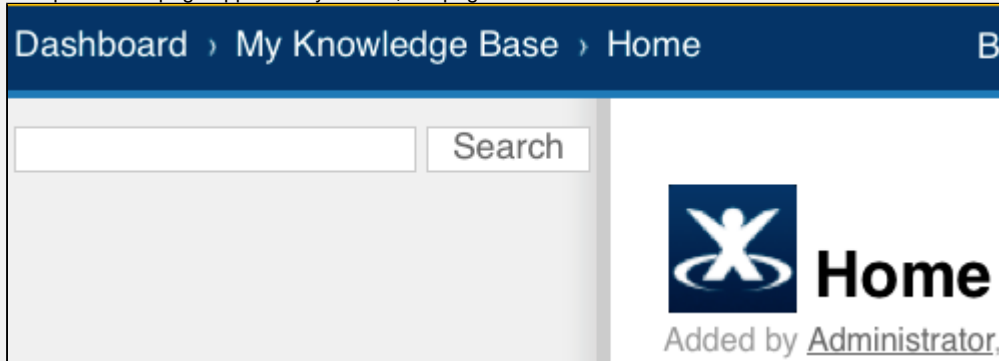 Dashboard › My Knowledge Base › Home B
Search
Home
Added by Administrator,